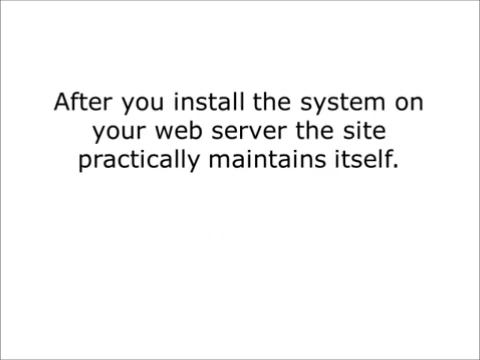 After you install the system on
your web server the site
practically maintains itself.